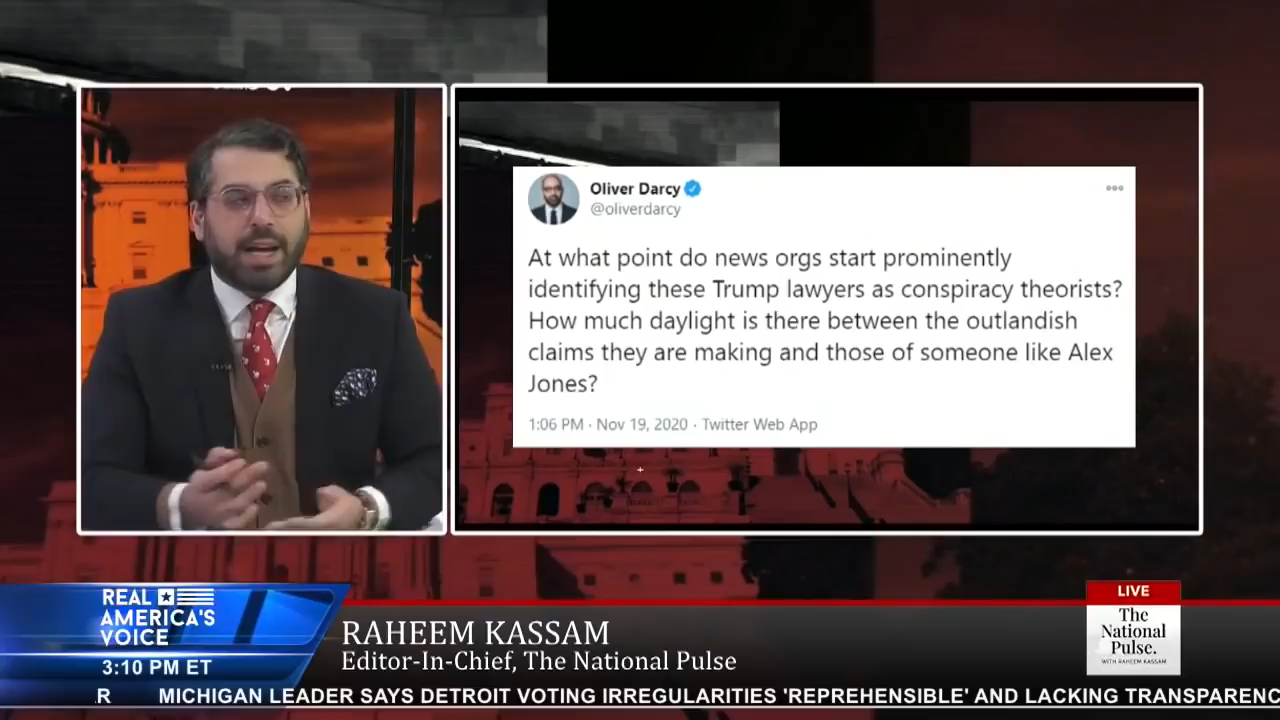 Oliver Darcy
@oliverdarcy
At what point do news orgs start prominently
identifying these Trump lawyers as conspiracy theorists?
How much daylight is there between the outlandish
claims they are making and those of someone like Alex
Jones?
1:06 PM · Nov 19, 2020 · Twitter Web App
REAL
AMERICA'S
VOICE
3:10 PM ET
RAHEEM KASSAM
Editor-In-Chief, The National Pulse
LIVE
The
National
Pulse.
WITH RAHEEM KASSAM
R MICHIGAN LEADER SAYS DETROIT VOTING IRREGULARITIES 'REPREHENSIBLE' AND LACKING TRANSPARENC